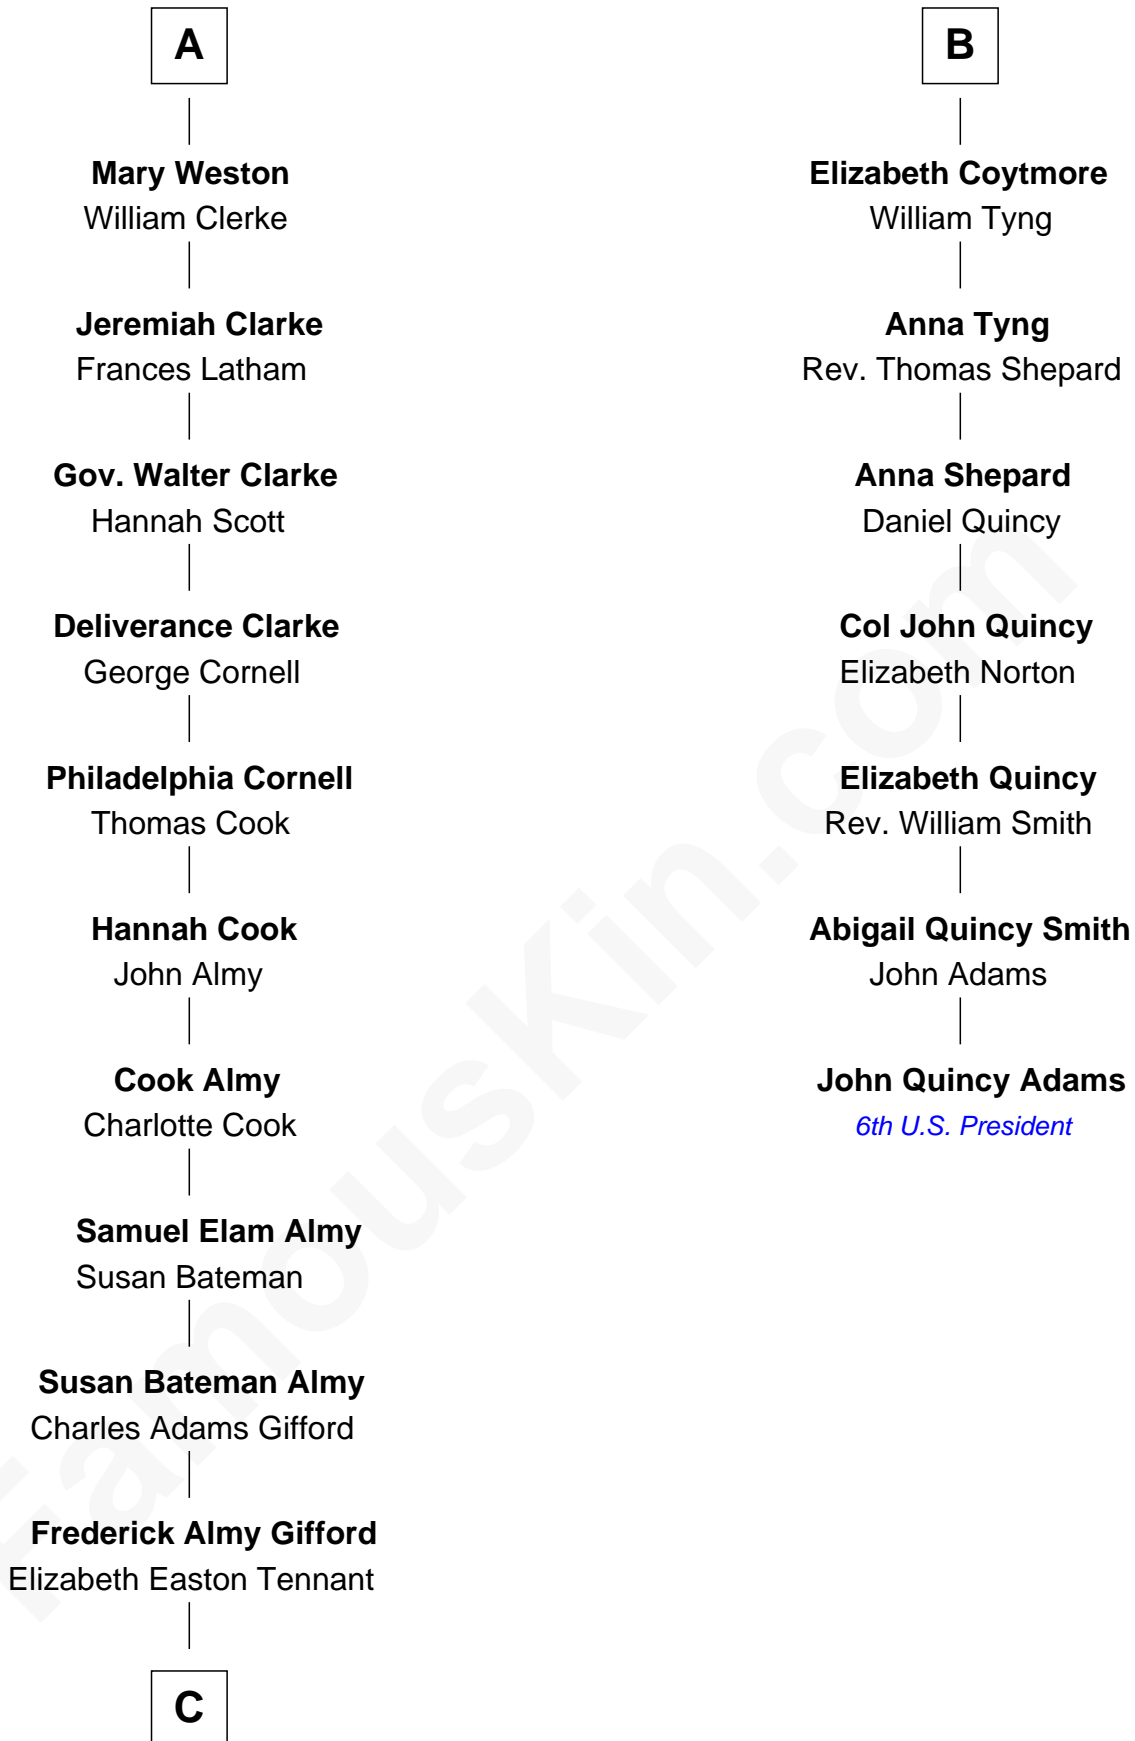 A
Mary Weston
William Clerke
Jeremiah Clarke
Frances Latham
Gov. Walter Clarke
Hannah Scott
Deliverance Clarke
George Cornell
Philadelphia Cornell
Thomas Cook
Hannah Cook
John Almy
Cook Almy
Charlotte Cook
Samuel Elam Almy
Susan Bateman
Susan Bateman Almy
Charles Adams Gifford
Frederick Almy Gifford
Elizabeth Easton Tennant
C
B
Elizabeth Coytmore
William Tyng
Anna Tyng
Rev. Thomas Shepard
Anna Shepard
Daniel Quincy
Col John Quincy
Elizabeth Norton
Elizabeth Quincy
Rev. William Smith
Abigail Quincy Smith
John Adams
John Quincy Adams
6th U.S. President
FamousKin.com